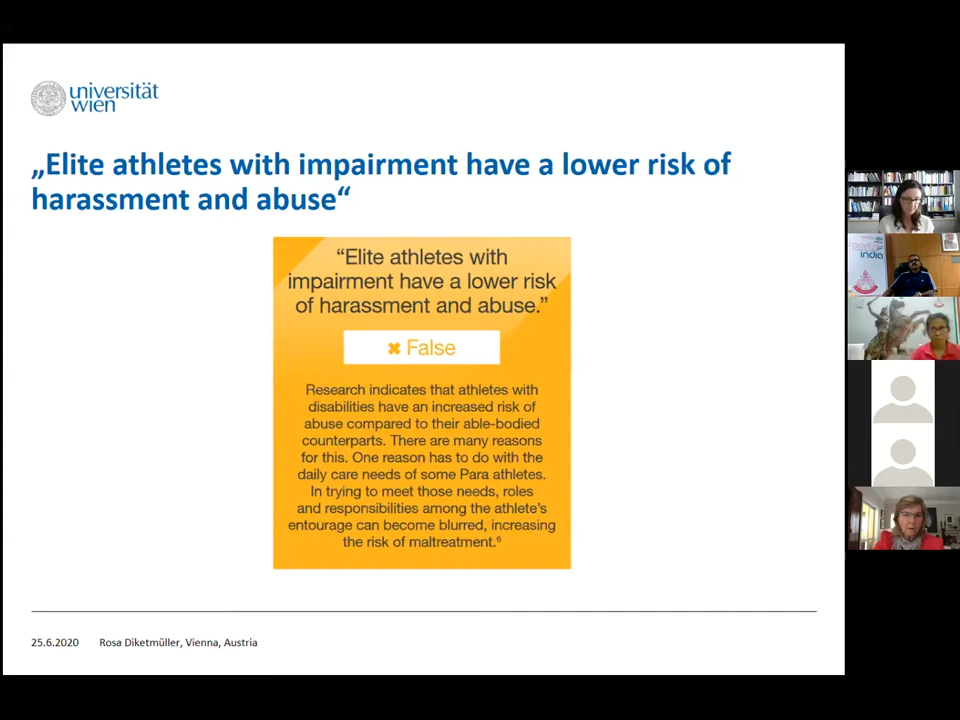 universität
wien
„Elite athletes with impairment have a lower risk of
harassment and abuse“
“Elite athletes with
impairment have a lower risk
of harassment and abuse.”
✖ False
Research indicates that athletes with
disabilities have an increased risk of
abuse compared to their able-bodied
counterparts. There are many reasons
for this. One reason has to do with the
daily care needs of some Para athletes.
In trying to meet those needs, roles
and responsibilities among the athlete’s
entourage can become blurred, increasing
the risk of maltreatment.⁶
25.6.2020 Rosa Diketmüller, Vienna, Austria
india